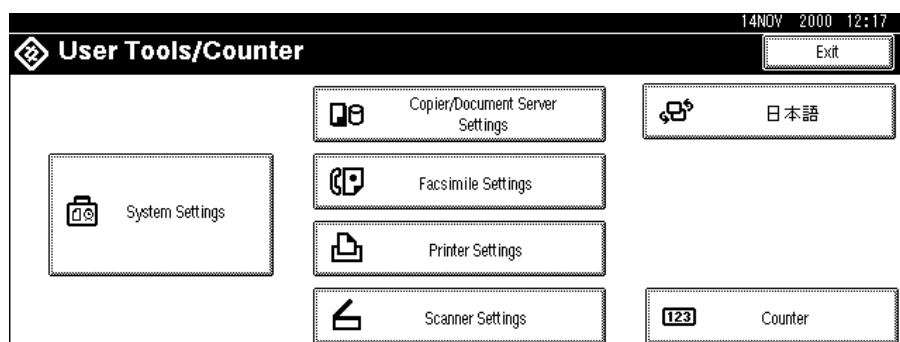 14NOV 2000 12:17
User Tools/Counter
Exit
Copier/Document Server
Settings
日本語
Facsimile Settings
System Settings
Printer Settings
Scanner Settings
123
Counter